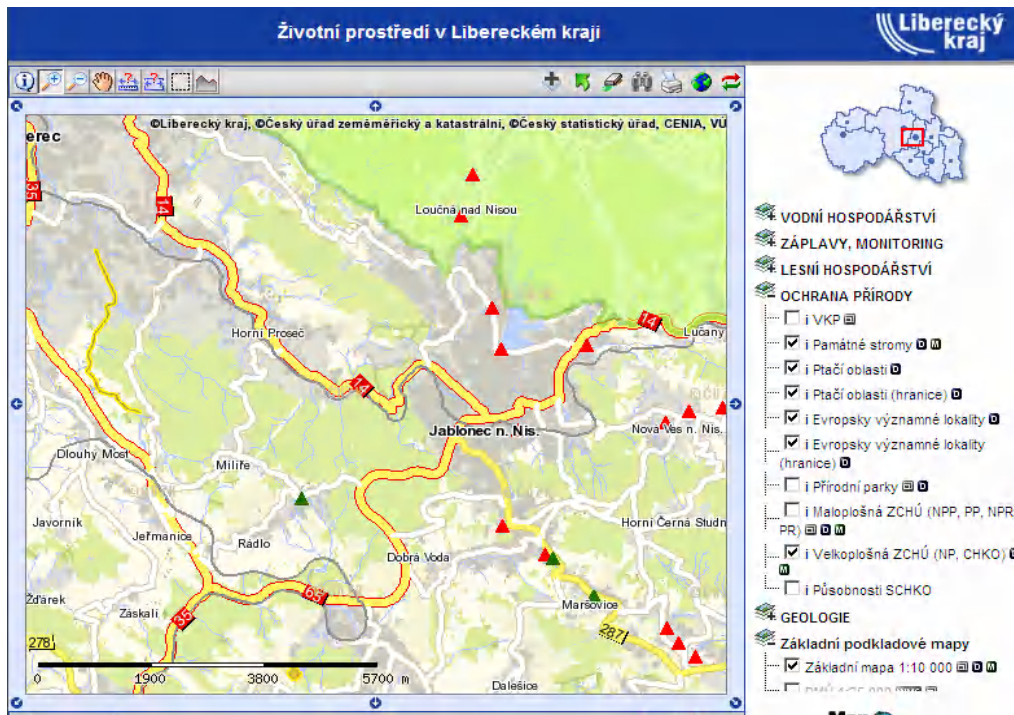 Životní prostředí v Libereckém kraji
Liberecký
kraj
©Liberecký kraj, ©Český úřad zeměměřický a katastrální, ©Český statistický úřad, CENIA, VÚ
erec
35
14
Loučná nad Nisou
14
Lučany
Horní Proseč
14
Jablonec n. Nis.
Nová Ves n. Nis.
Dlouhý Most
Milíře
Javorník
Jeřmanice
Rádlo
Horní Černá Studn
Dobrá Voda
Žďárek
Záskalí
35
65
Maršovice
287
278
0 1900 3800 5700 m
Dalešice
VODNÍ HOSPODÁŘSTVÍ
ZÁPLAVY, MONITORING
LESNÍ HOSPODÁŘSTVÍ
OCHRANA PŘÍRODY
i VKP
i Památné stromy D M
i Ptačí oblasti D
i Ptačí oblasti (hranice) D
i Evropsky významné lokality D
i Evropsky významné lokality
(hranice) D
i Přírodní parky D
i Maloplošná ZCHÚ (NPP, PP, NPR
PR) D M
i Velkoplošná ZCHÚ (NP, CHKO)
M
i Působnosti SCHKO
GEOLOGIE
Základní podkladové mapy
Základní mapa 1:10 000 D M